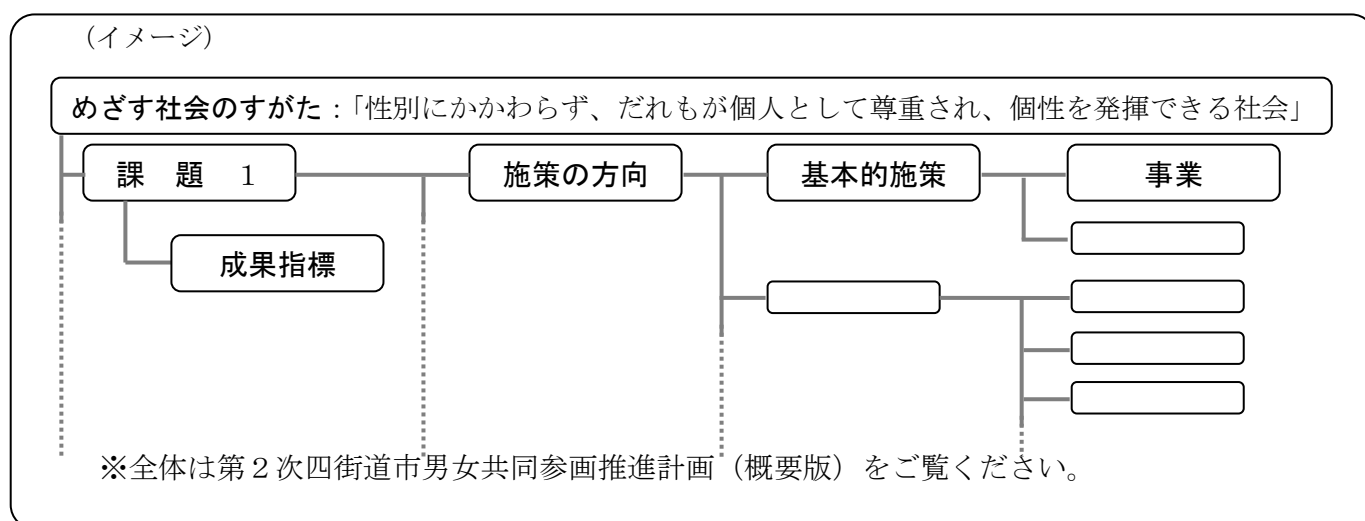 (イメージ)
めざす社会のすがた:「性別にかかわらず、だれもが個人として尊重され、個性を発揮できる社会」
課 題 1
施策の方向
基本的施策
事業
成果指標
※全体は第2次四街道市男女共同参画推進計画(概要版)をご覧ください。